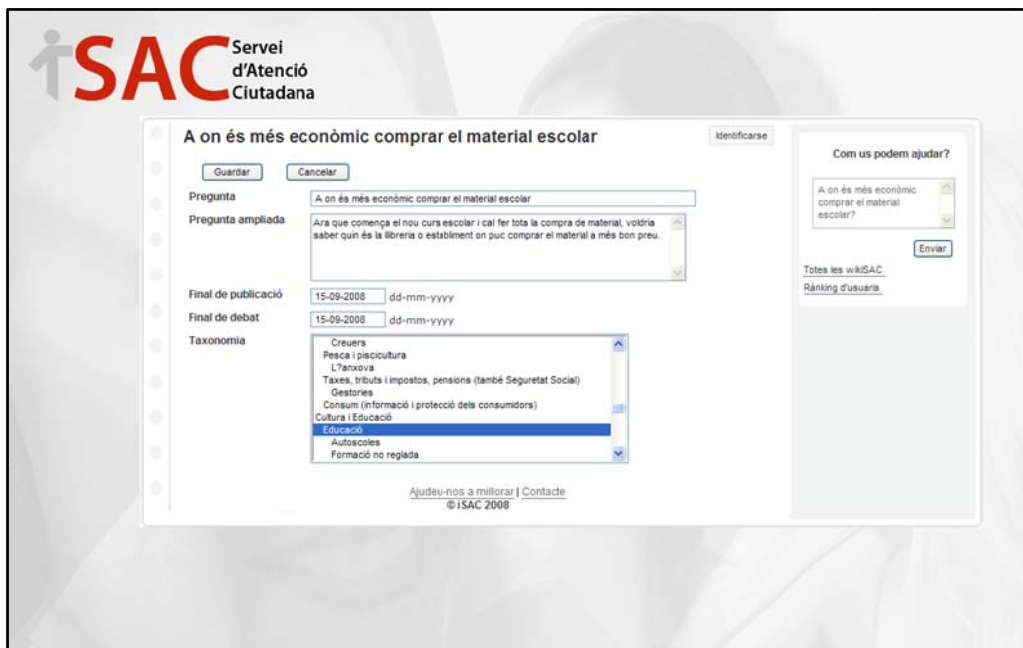 iSAC
Servei
d'Atenció
Ciutadana
A on és més econòmic comprar el material escolar
Identificarse
Guardar
Cancelar
Pregunta
A on és més econòmic comprar el material escolar
Pregunta ampliada
Ara que comença el nou curs escolar i cal fer tota la compra de material, voldria
saber quin és la llibreria o establiment on puc comprar el material a més bon preu.
Final de publicació
15-09-2008 dd-mm-yyyy
Final de debat
15-09-2008 dd-mm-yyyy
Taxonomia
Creuers
Pesca i piscicultura
L?anxova
Taxes, tributs i impostos, pensions (també Seguretat Social)
Gestories
Consum (informació i protecció dels consumidors)
Cultura i Educació
Educació
Autoscoles
Formació no reglada
Ajudeu-nos a millorar | Contacte
© iSAC 2008
Com us podem ajudar?
A on és més econòmic
comprar el material
escolar?
Enviar
Totes les wikiSAC
Rànking d'usuaris